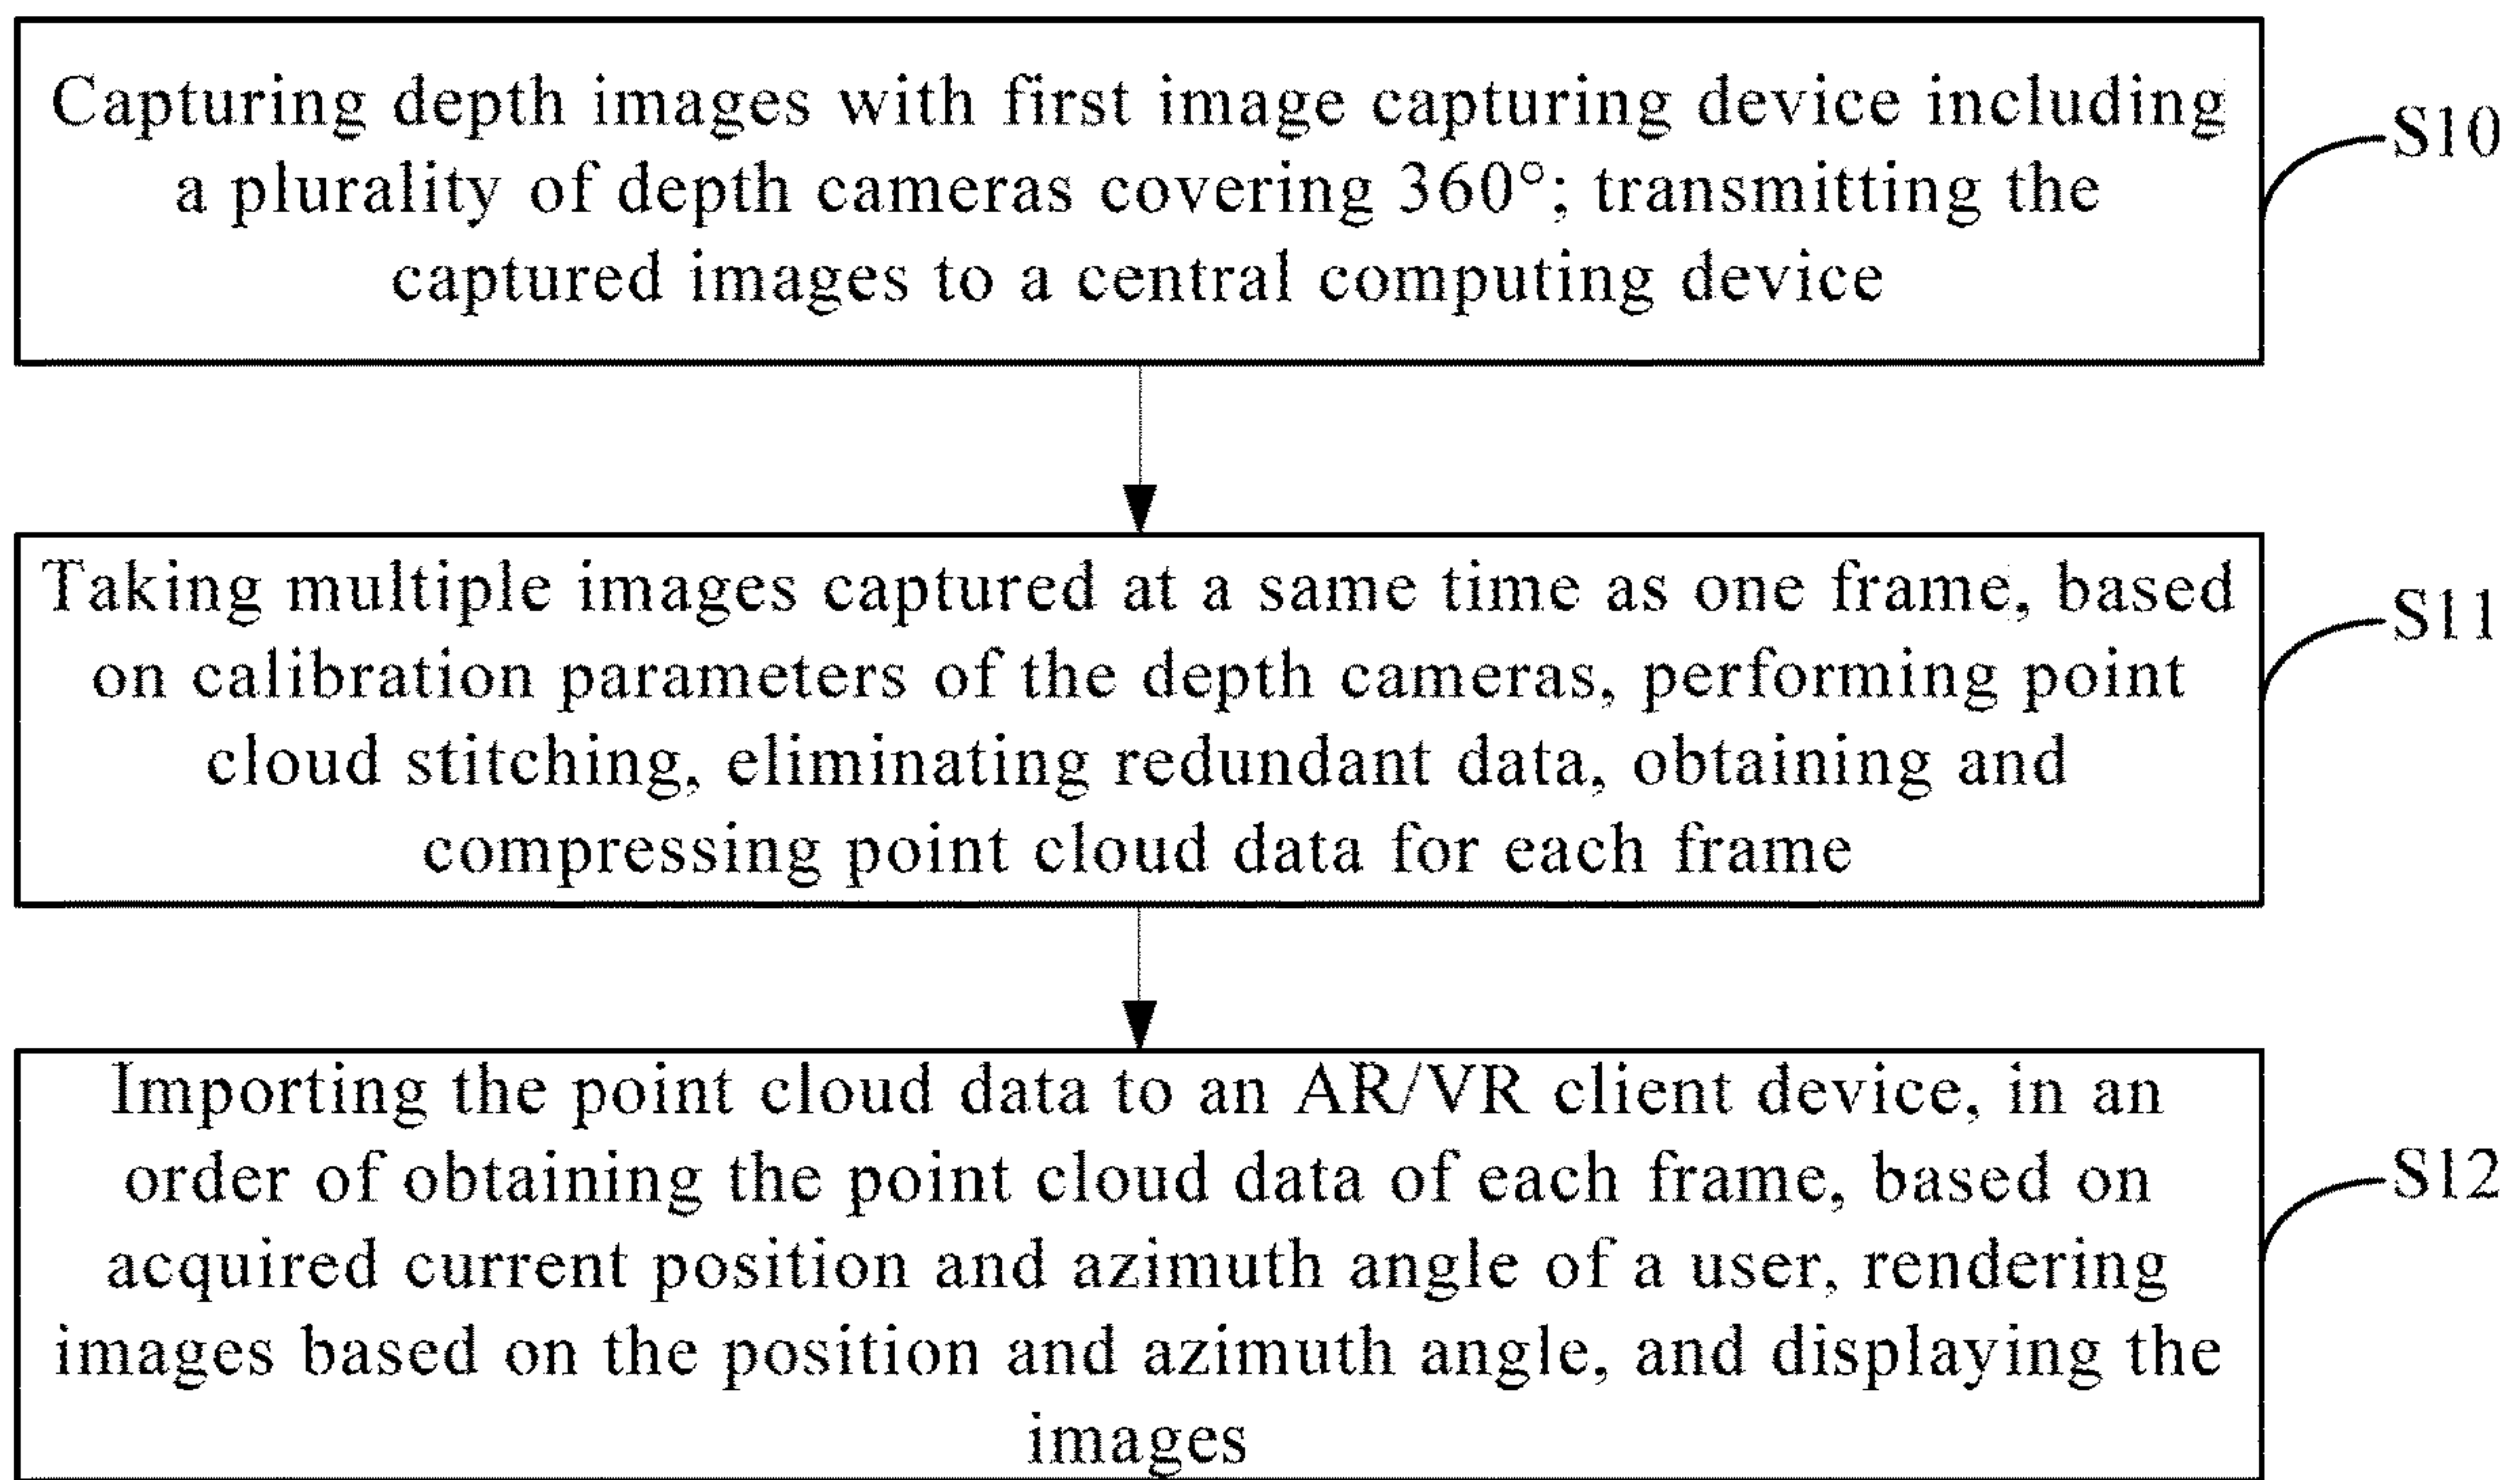 Capturing depth images with first image capturing device including
a plurality of depth cameras covering 360°; transmitting the
captured images to a central computing device
S10
Taking multiple images captured at a same time as one frame, based
on calibration parameters of the depth cameras, performing point
cloud stitching, eliminating redundant data, obtaining and
compressing point cloud data for each frame
S11
Importing the point cloud data to an AR/VR client device, in an
order of obtaining the point cloud data of each frame, based on
acquired current position and azimuth angle of a user, rendering
images based on the position and azimuth angle, and displaying the
images
S12